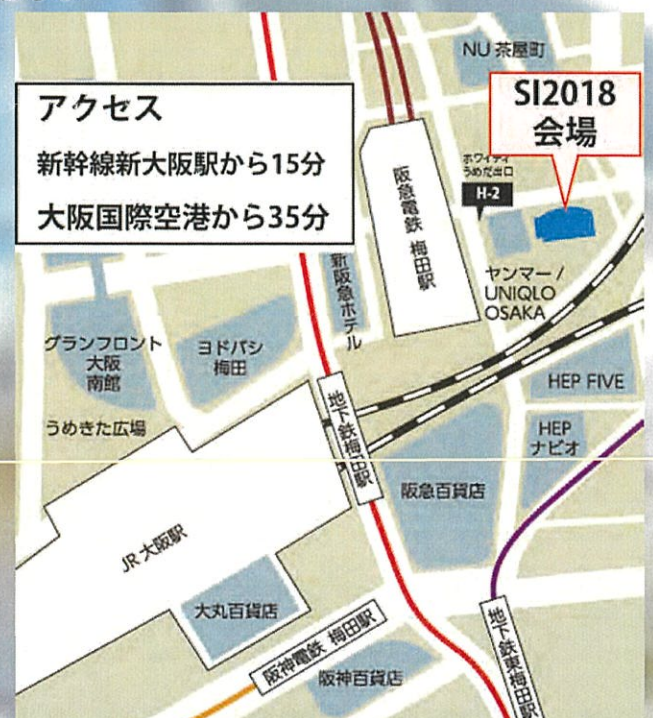 NU 茶屋町
SI2018
会場
アクセス
新幹線新大阪駅から15分
大阪国際空港から35分
ホワイティ
うめだ出口
H-2
阪急電鉄 梅田駅
新阪急ホテル
ヤンマー /
UNIQLO
OSAKA
グランフロント
大阪
南館
ヨドバシ
梅田
HEP FIVE
うめきた広場
地下鉄梅田駅
HEP
ナビオ
阪急百貨店
JR 大阪駅
大丸百貨店
阪神電鉄 梅田駅
阪神百貨店
地下鉄東梅田駅